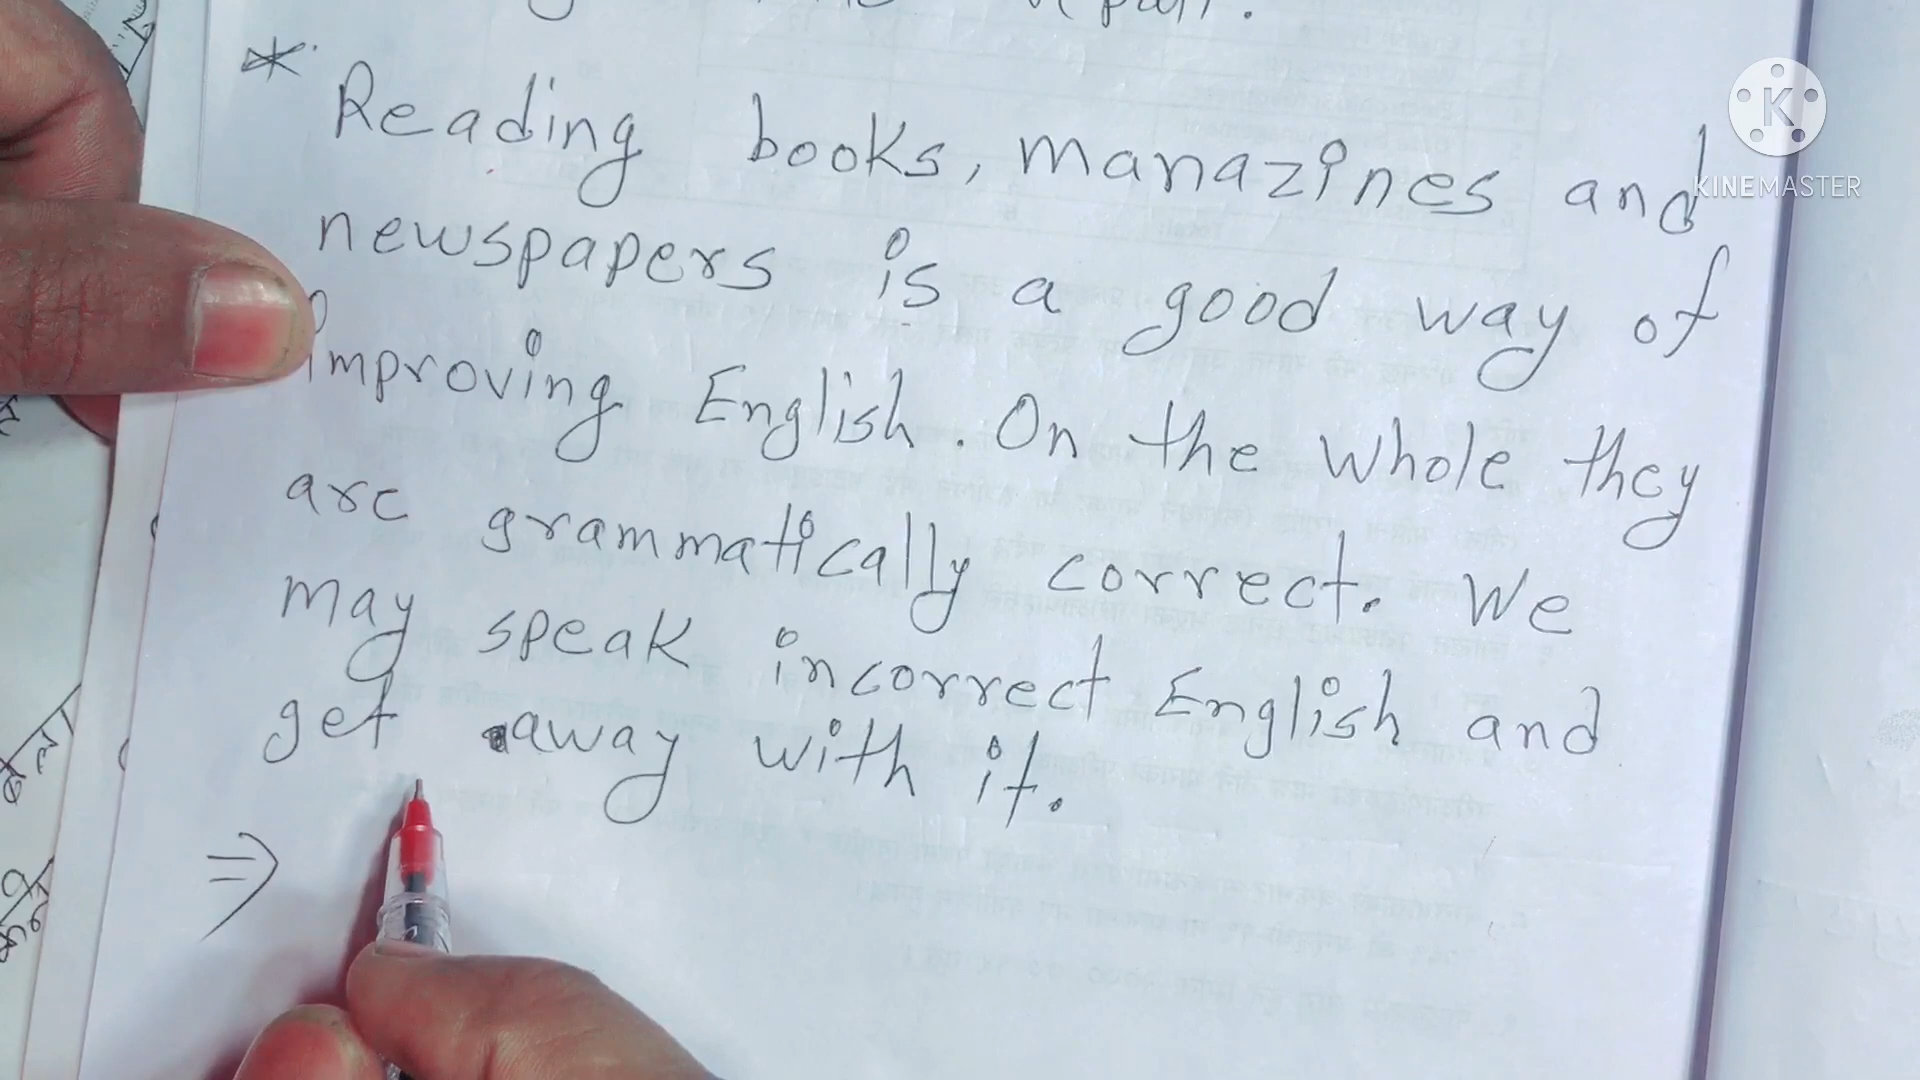 * Reading books, manazines and
newspapers is a good way of
improving English. On the whole they
are grammatically correct. We
may speak incorrect English and
get away with it.
⇒
KINEMASTER